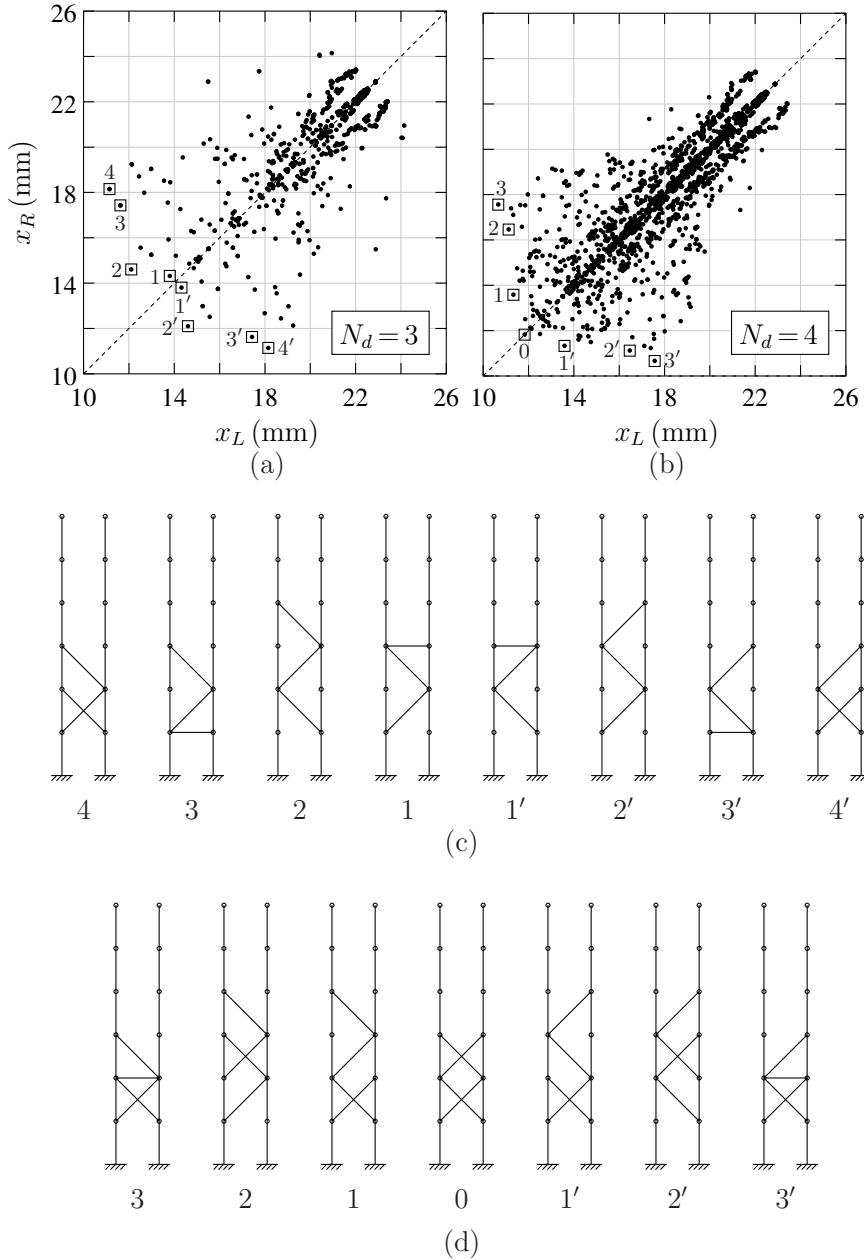 26
22
18
14
10
x_R (mm)
4
3
2
1
1′
2′
3′
4′
N_d = 3
10 14 18 22 26
x_L (mm)
(a)
3
2
1
0
1′
2′
3′
N_d = 4
10 14 18 22 26
x_L (mm)
(b)
4 3 2 1 1′ 2′ 3′ 4′
(c)
3 2 1 0 1′ 2′ 3′
(d)